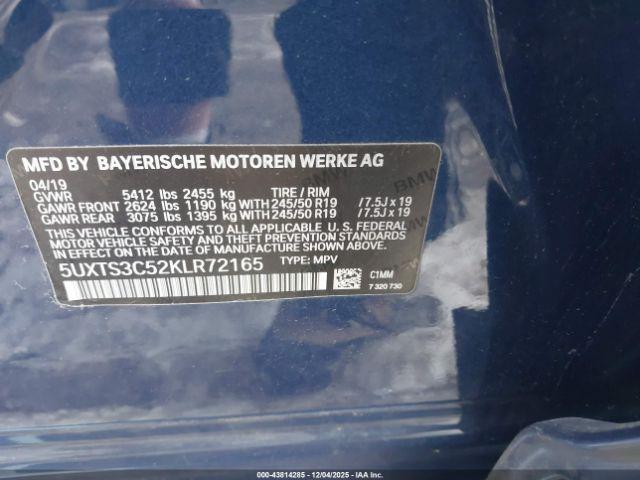 MFD BY BAYERISCHE MOTOREN WERKE AG
04/19
GVWR 5412 lbs 2455 kg TIRE / RIM
GAWR FRONT 2624 lbs 1190 kg WITH 245/50 R19 /7.5J x 19
GAWR REAR 3075 lbs 1395 kg WITH 245/50 R19 /7.5J x 19
THIS VEHICLE CONFORMS TO ALL APPLICABLE U. S. FEDERAL
MOTOR VEHICLE SAFETY, BUMPER, AND THEFT PREVENTION
STANDARDS IN EFFECT ON THE DATE OF MANUFACTURE SHOWN ABOVE.
5UXTS3C52KLR72165 TYPE: MPV
C1MM
7 320 730
BMW
000-43814285 - 12/04/2025 - IAA Inc.